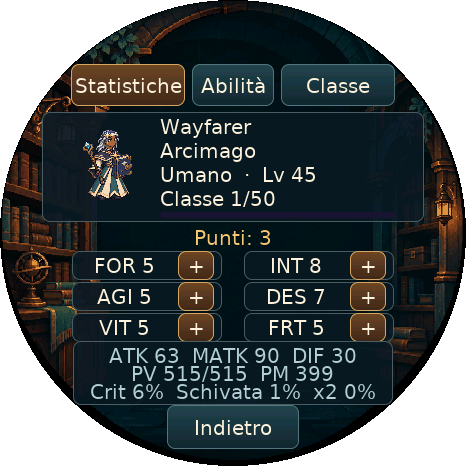 Statistiche Abilità Classe
Wayfarer
Arcimago
Umano · Lv 45
Classe 1/50
Punti: 3
FOR 5 + INT 8 +
AGI 5 + DES 7 +
VIT 5 + FRT 5 +
ATK 63 MATK 90 DIF 30
PV 515/515 PM 399
Crit 6% Schivata 1% x2 0%
Indietro